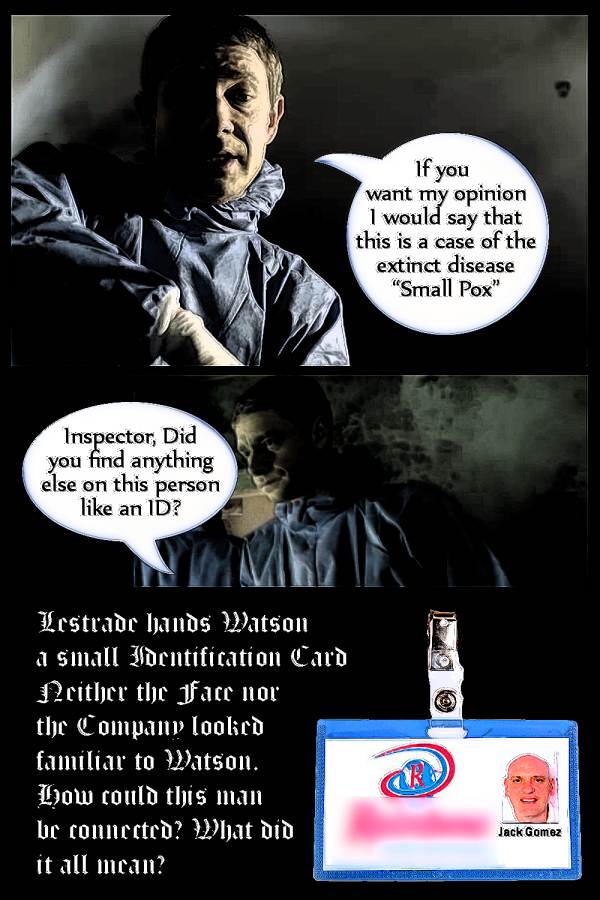 If you
want my opinion
I would say that
this is a case of the
extinct disease
“Small Pox”
Inspector, Did
you find anything
else on this person
like an ID?
Lestrade hands Watson
a small Identification Card
Neither the Face nor
the Company looked
familiar to Watson.
How could this man
be connected? What did
it all mean?
R
Jack Gomez